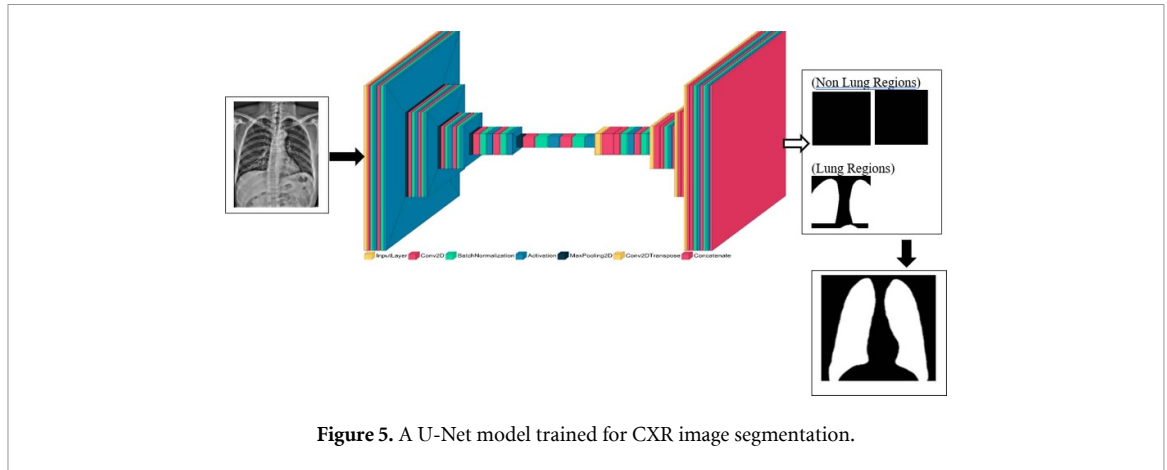 (Non Lung Regions)
(Lung Regions)
InputLayer Conv2D BatchNormalization Activation MaxPooling2D Conv2DTranspose Concatenate
Figure 5. A U-Net model trained for CXR image segmentation.